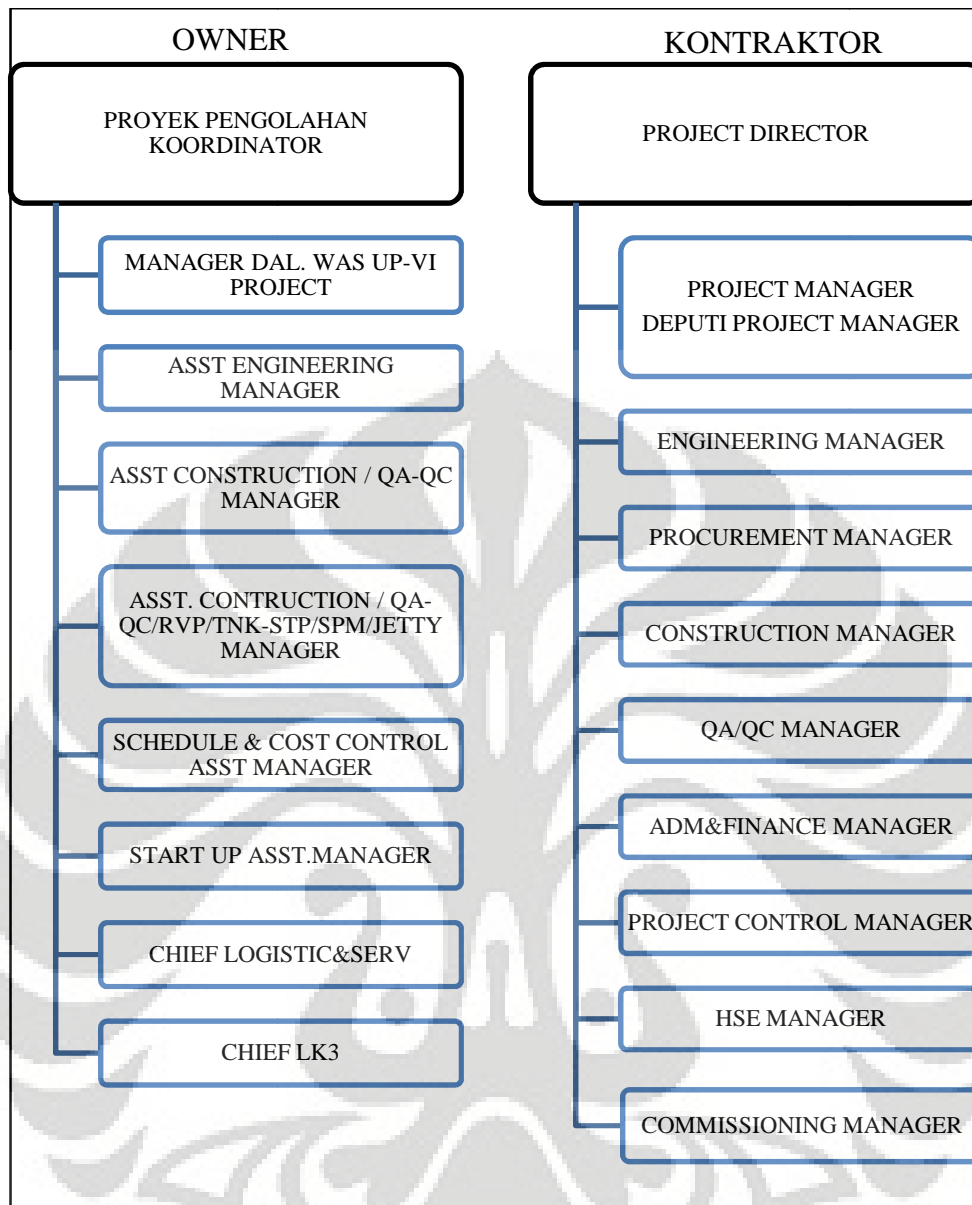 OWNER
PROYEK PENGOLAHAN
KOORDINATOR
MANAGER DAL. WAS UP-VI
PROJECT
ASST ENGINEERING
MANAGER
ASST CONSTRUCTION / QA-QC
MANAGER
ASST. CONTRUCTION / QA-
QC/RVP/TNK-STP/SPM/JETTY
MANAGER
SCHEDULE & COST CONTROL
ASST MANAGER
START UP ASST.MANAGER
CHIEF LOGISTIC&SERV
CHIEF LK3
KONTRAKTOR
PROJECT DIRECTOR
PROJECT MANAGER
DEPUTI PROJECT MANAGER
ENGINEERING MANAGER
PROCUREMENT MANAGER
CONSTRUCTION MANAGER
QA/QC MANAGER
ADM&FINANCE MANAGER
PROJECT CONTROL MANAGER
HSE MANAGER
COMMISSIONING MANAGER